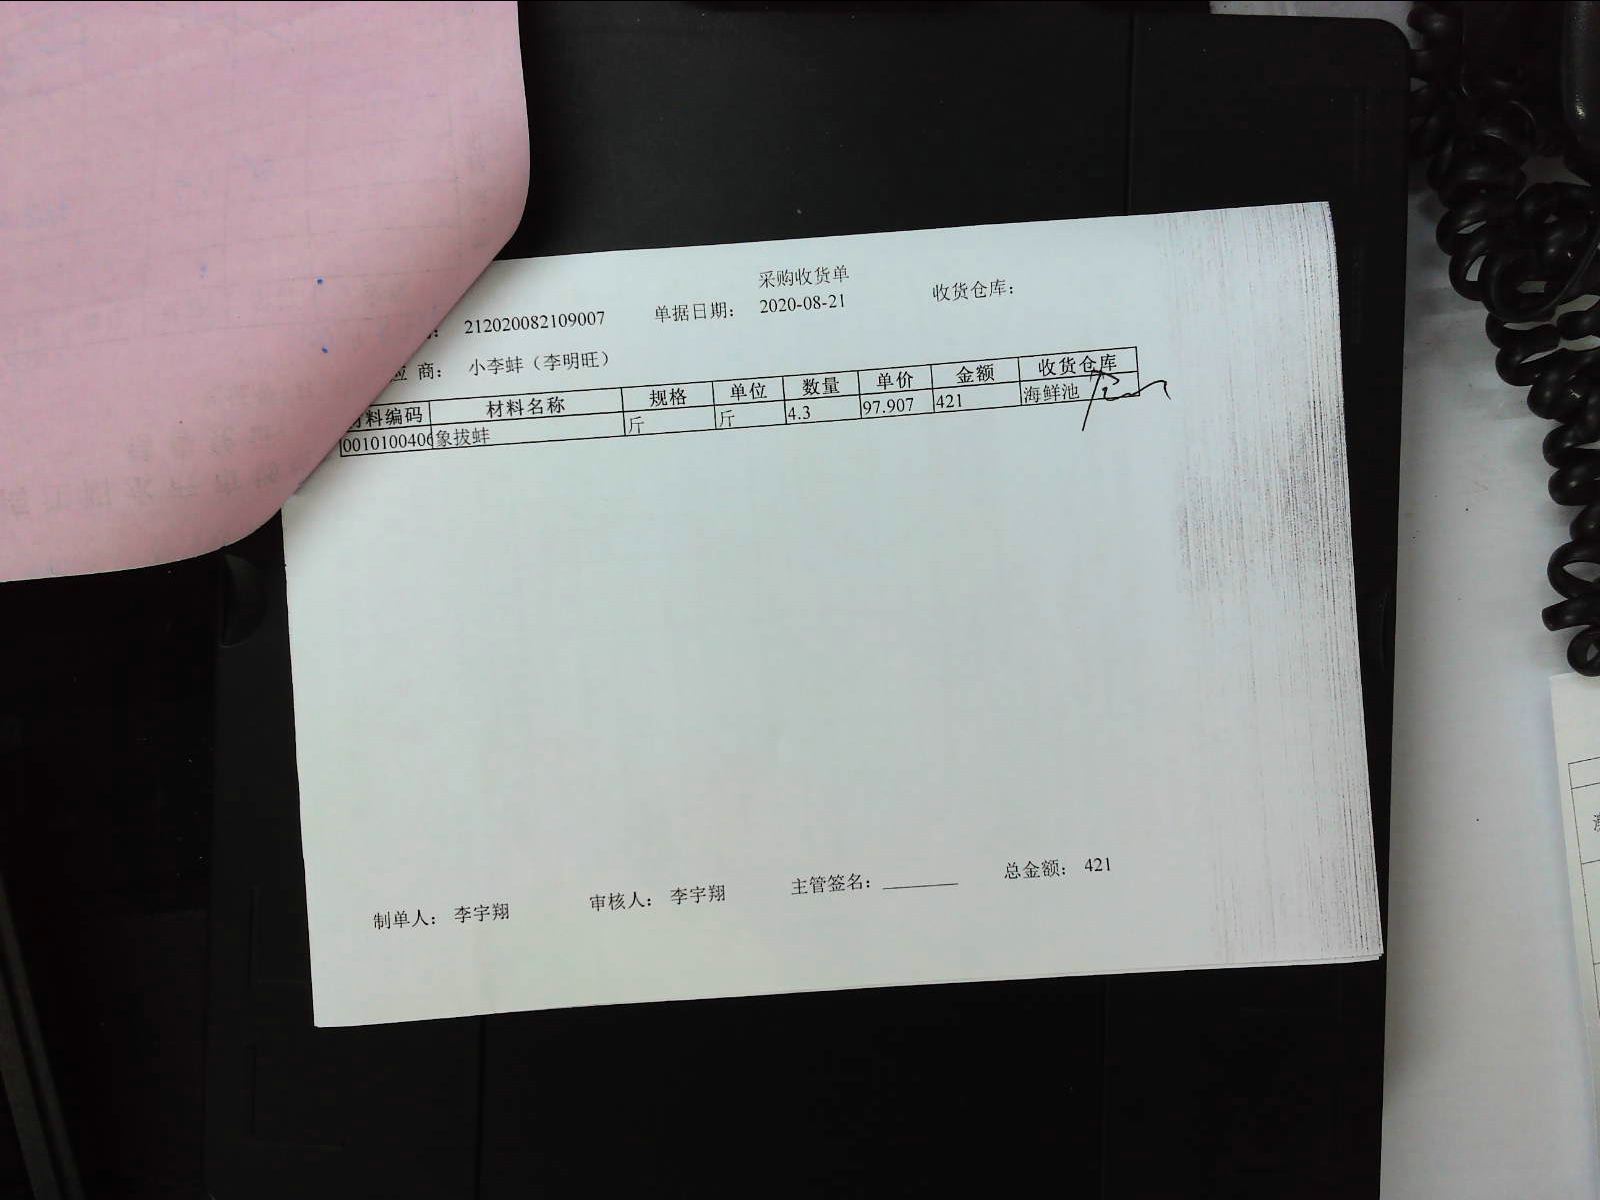 采购收货单
212020082109007 单据日期： 2020-08-21 收货仓库：
应 商： 小李蚌（李明旺）
材料编码 材料名称 规格 单位 数量 单价 金额 收货仓库
0010100406 象拔蚌 斤 斤 4.3 97.907 421 海鲜池
制单人： 李宇翔 审核人： 李宇翔 主管签名： 总金额： 421